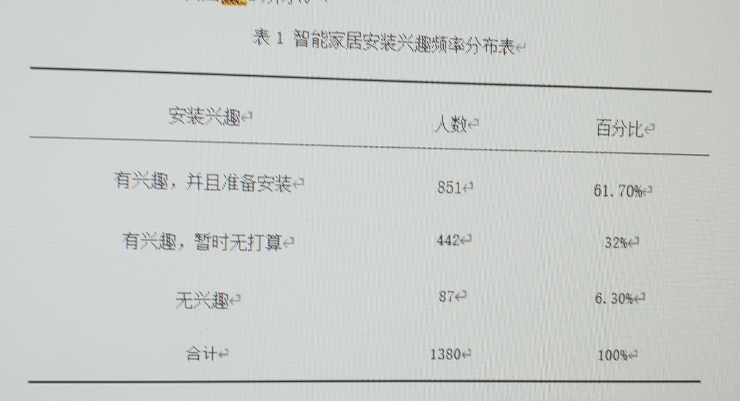 表 1 智能家居安装兴趣频率分布表
安装兴趣 人数 百分比
有兴趣，并且准备安装 851 61.70%
有兴趣，暂时无打算 442 32%
无兴趣 87 6.30%
合计 1380 100%